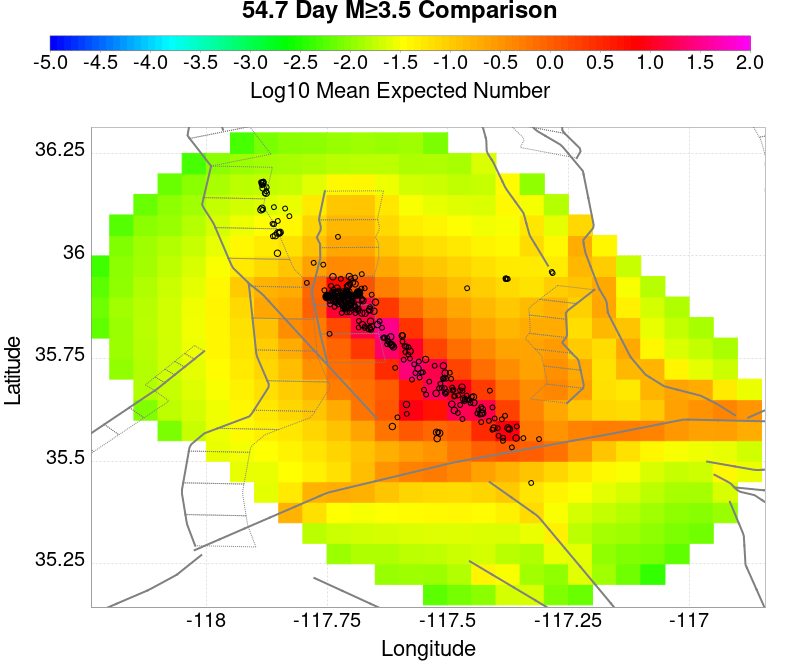 54.7 Day M≥3.5 Comparison
-5.0 -4.5 -4.0 -3.5 -3.0 -2.5 -2.0 -1.5 -1.0 -0.5 0.0 0.5 1.0 1.5 2.0
Log10 Mean Expected Number
36.25
36
35.75
35.5
35.25
Latitude
-118 -117.75 -117.5 -117.25 -117
Longitude